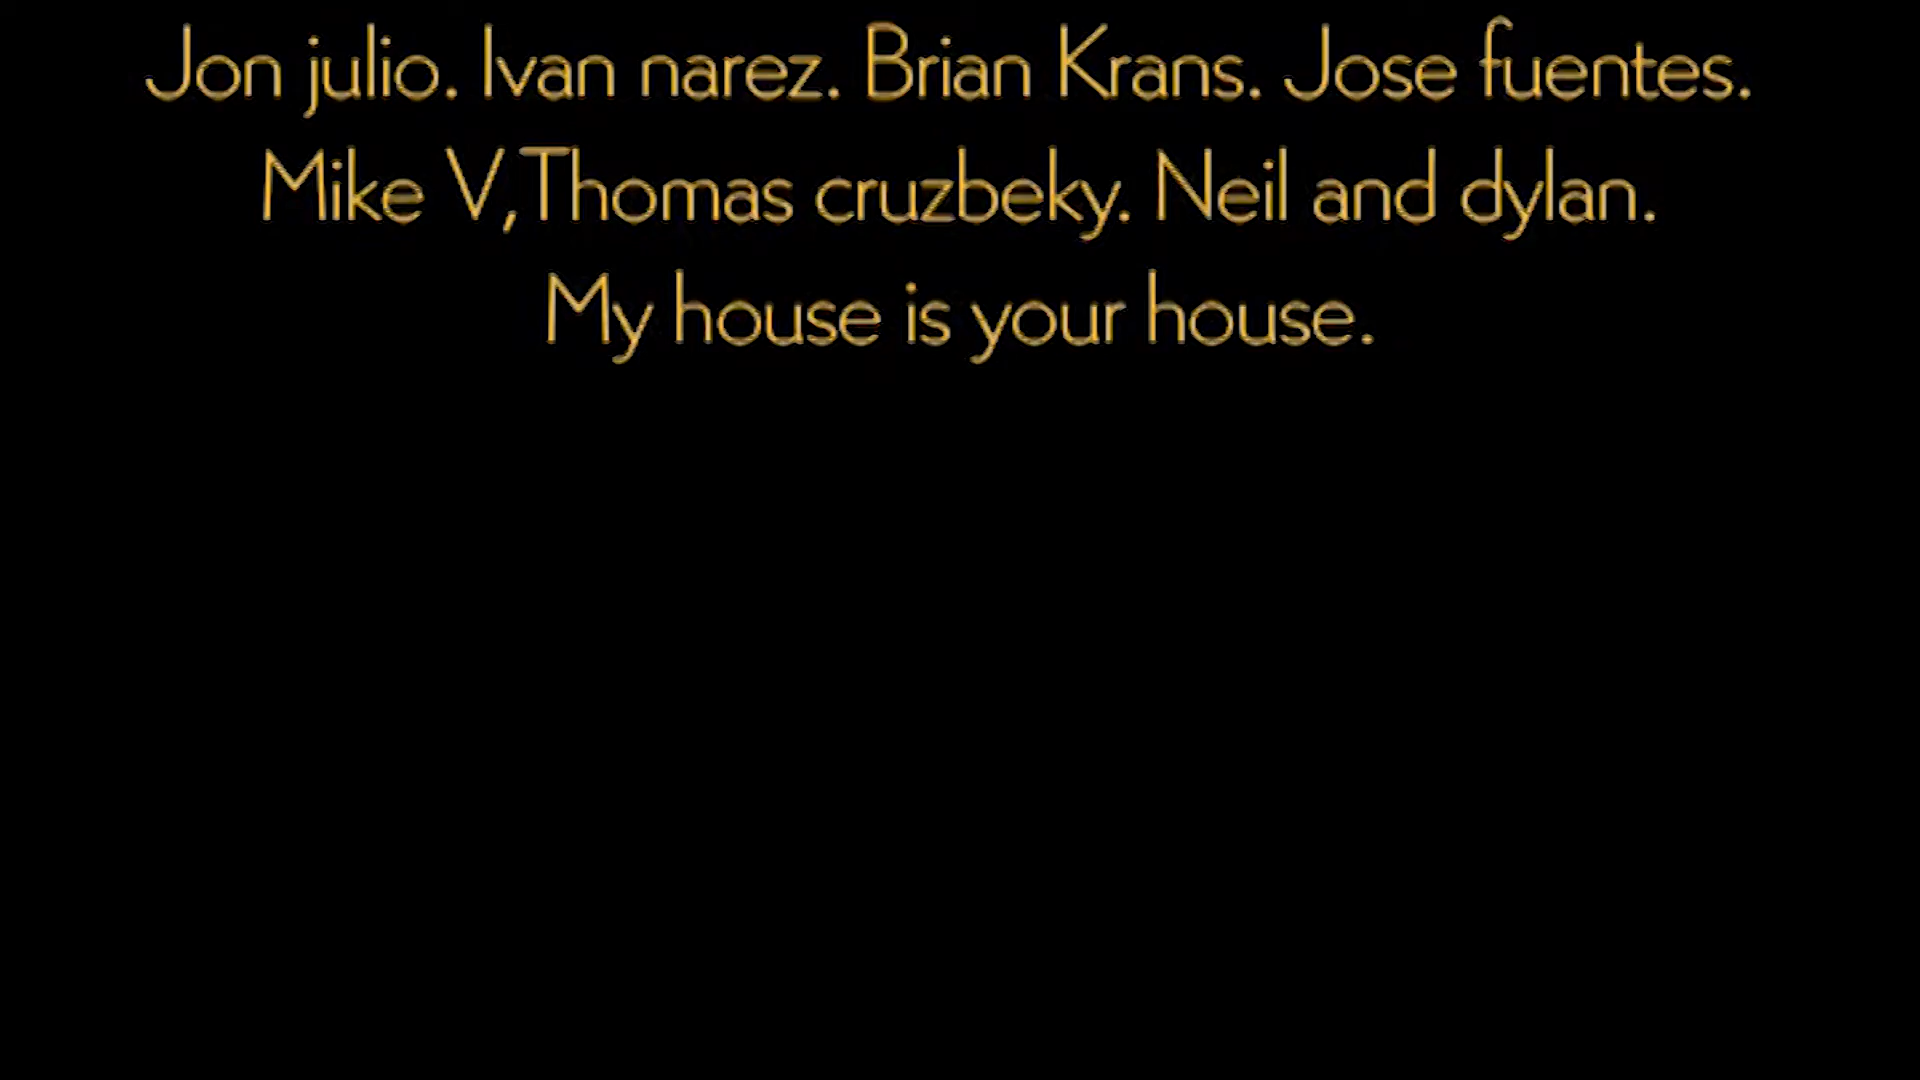 Jon julio. Ivan narez. Brian Krans. Jose fuentes.
Mike V,Thomas cruzbeky. Neil and dylan.
My house is your house.